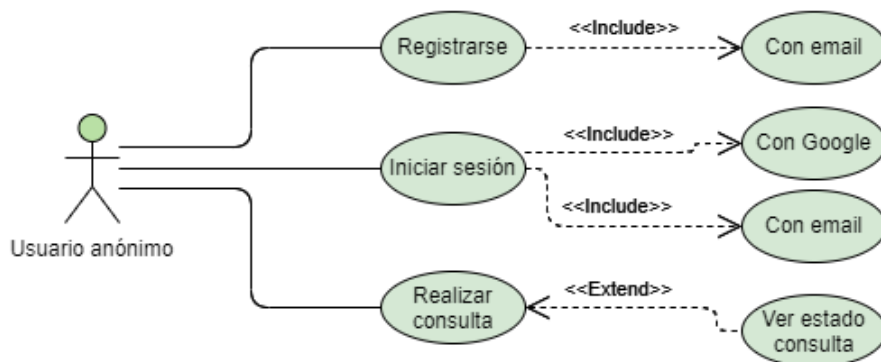 Registrarse
<<Include>>
Con email
Iniciar sesión
<<Include>>
Con Google
<<Include>>
Con email
Usuario anónimo
Realizar
consulta
<<Extend>>
Ver estado
consulta